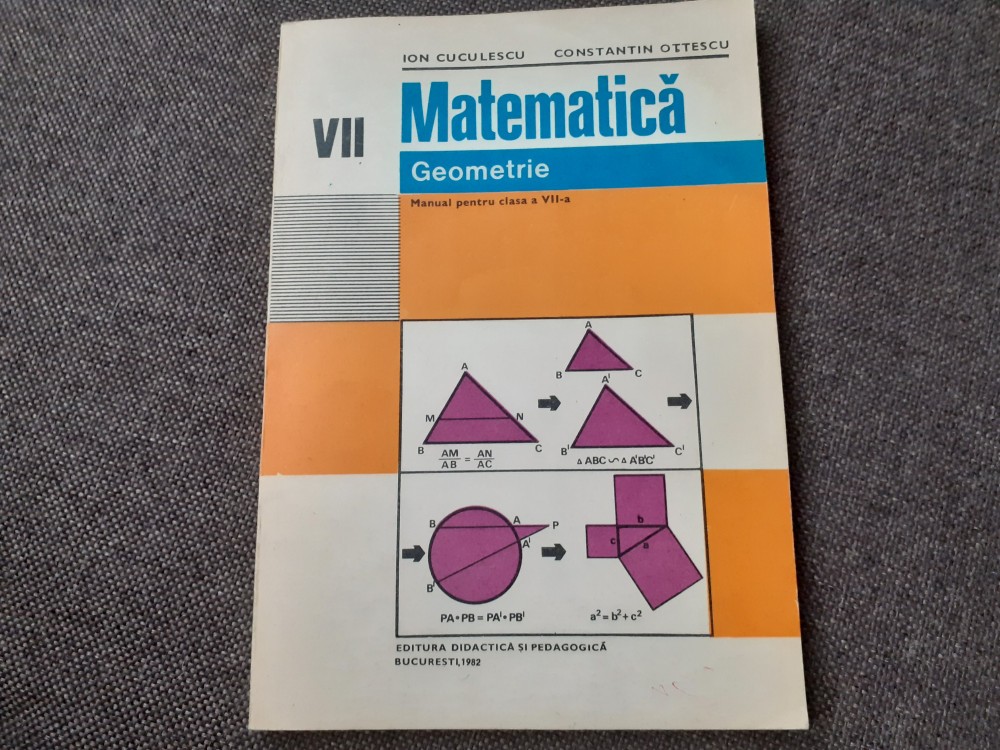 ION CUCULESCU CONSTANTIN OTTESCU
VII
Matematică
Geometrie
Manual pentru clasa a VII-a
A
M N
B C
AM/AB = AN/AC
A
B C
A'
B' C'
△ ABC ∽ △ A'B'C'
B A P
A'
B'
PA•PB = PA'•PB'
b
c a
a² = b² + c²
EDITURA DIDACTICĂ ȘI PEDAGOGICĂ
BUCUREȘTI, 1982